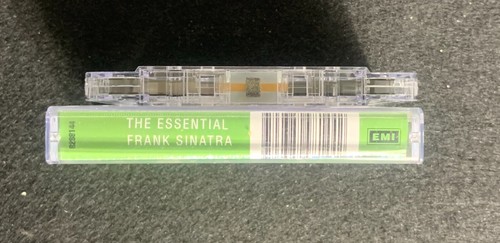 THE ESSENTIAL
FRANK SINATRA
EMI